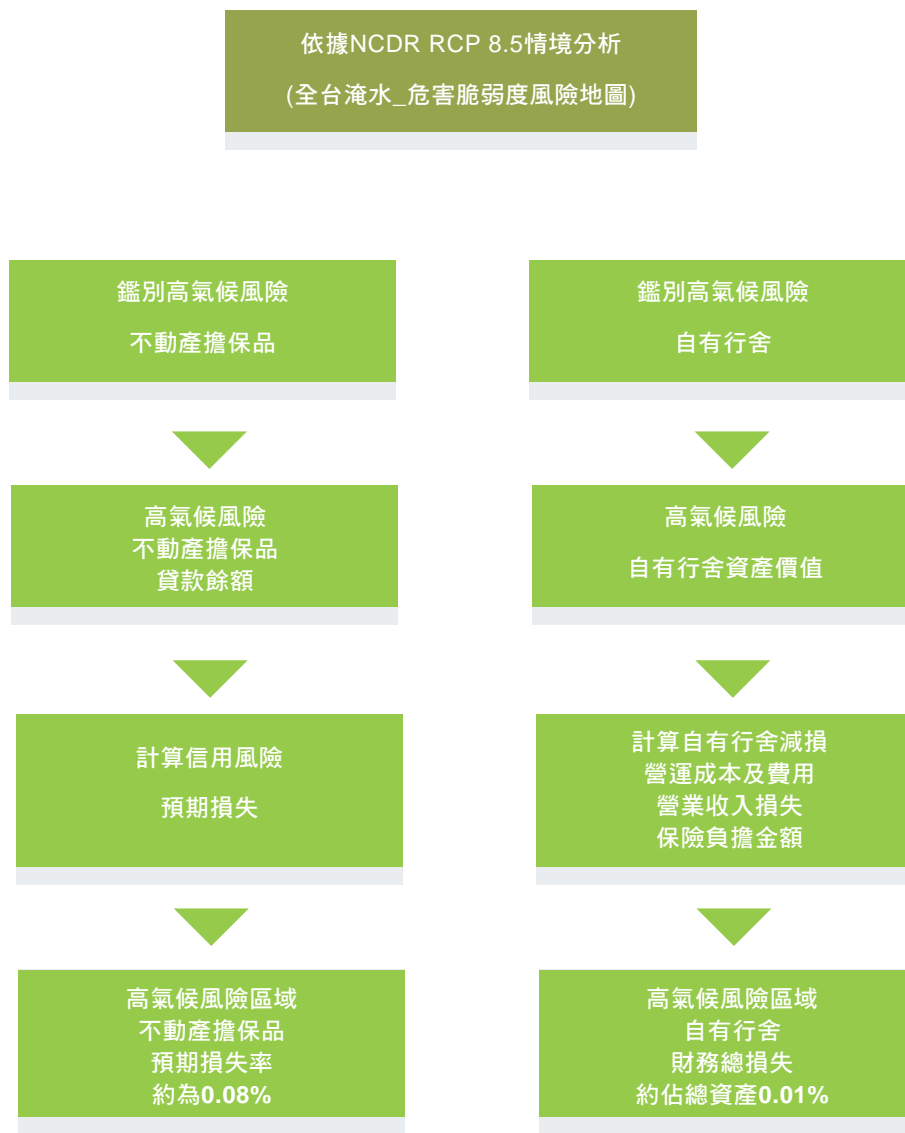 依據NCDR RCP 8.5情境分析
(全台淹水_危害脆弱度風險地圖)
鑑別高氣候風險
不動產擔保品
高氣候風險
不動產擔保品
貸款餘額
計算信用風險
預期損失
高氣候風險區域
不動產擔保品
預期損失率
約為0.08%
鑑別高氣候風險
自有行舍
高氣候風險
自有行舍資產價值
計算自有行舍減損
營運成本及費用
營業收入損失
保險負擔金額
高氣候風險區域
自有行舍
財務總損失
約佔總資產0.01%